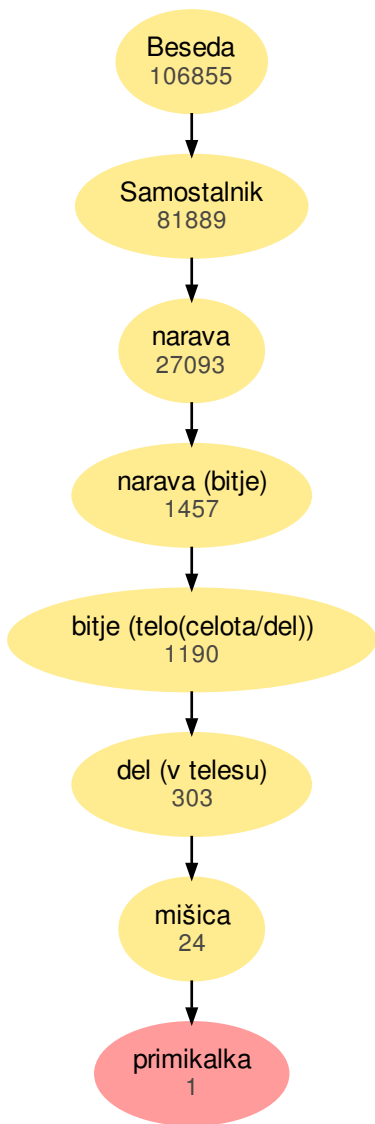 Beseda
106855
Samostalnik
81889
narava
27093
narava (bitje)
1457
bitje (telo(celota/del))
1190
del (v telesu)
303
mišica
24
primikalka
1